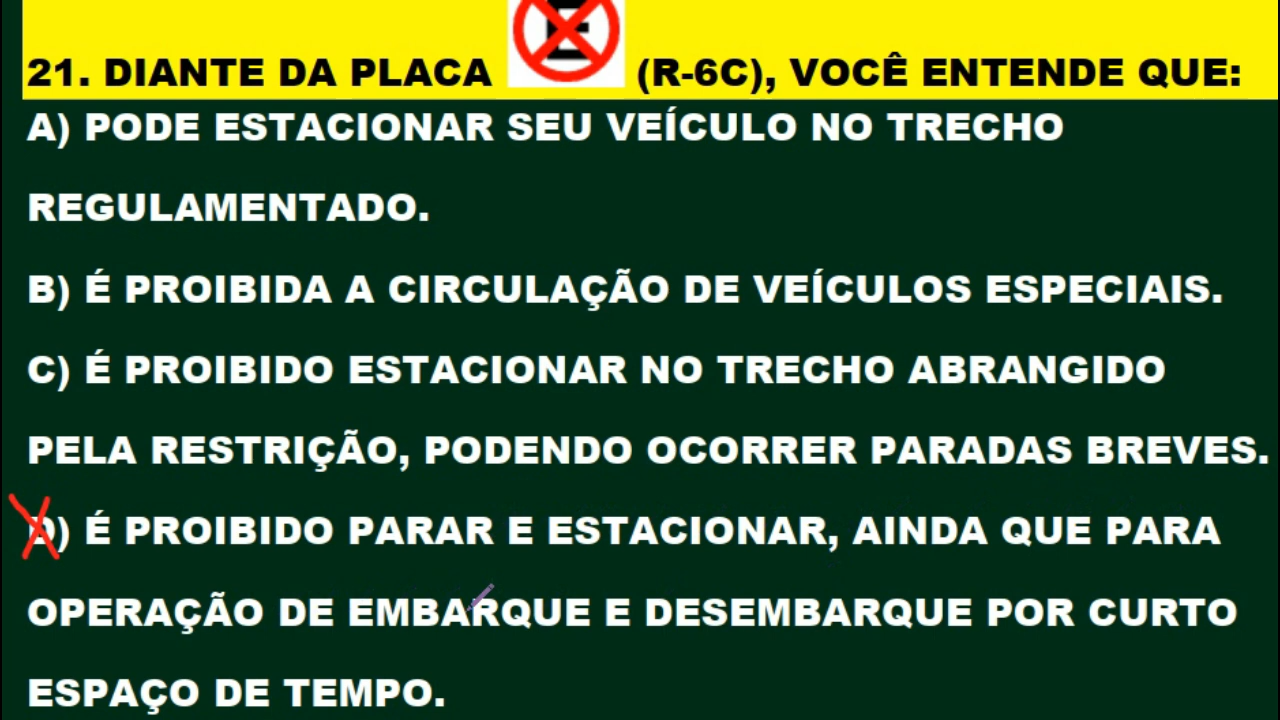 21. DIANTE DA PLACA E (R-6C), VOCÊ ENTENDE QUE:
A) PODE ESTACIONAR SEU VEÍCULO NO TRECHO
REGULAMENTADO.
B) É PROIBIDA A CIRCULAÇÃO DE VEÍCULOS ESPECIAIS.
C) É PROIBIDO ESTACIONAR NO TRECHO ABRANGIDO
PELA RESTRIÇÃO, PODENDO OCORRER PARADAS BREVES.
D) É PROIBIDO PARAR E ESTACIONAR, AINDA QUE PARA
OPERAÇÃO DE EMBARQUE E DESEMBARQUE POR CURTO
ESPAÇO DE TEMPO.